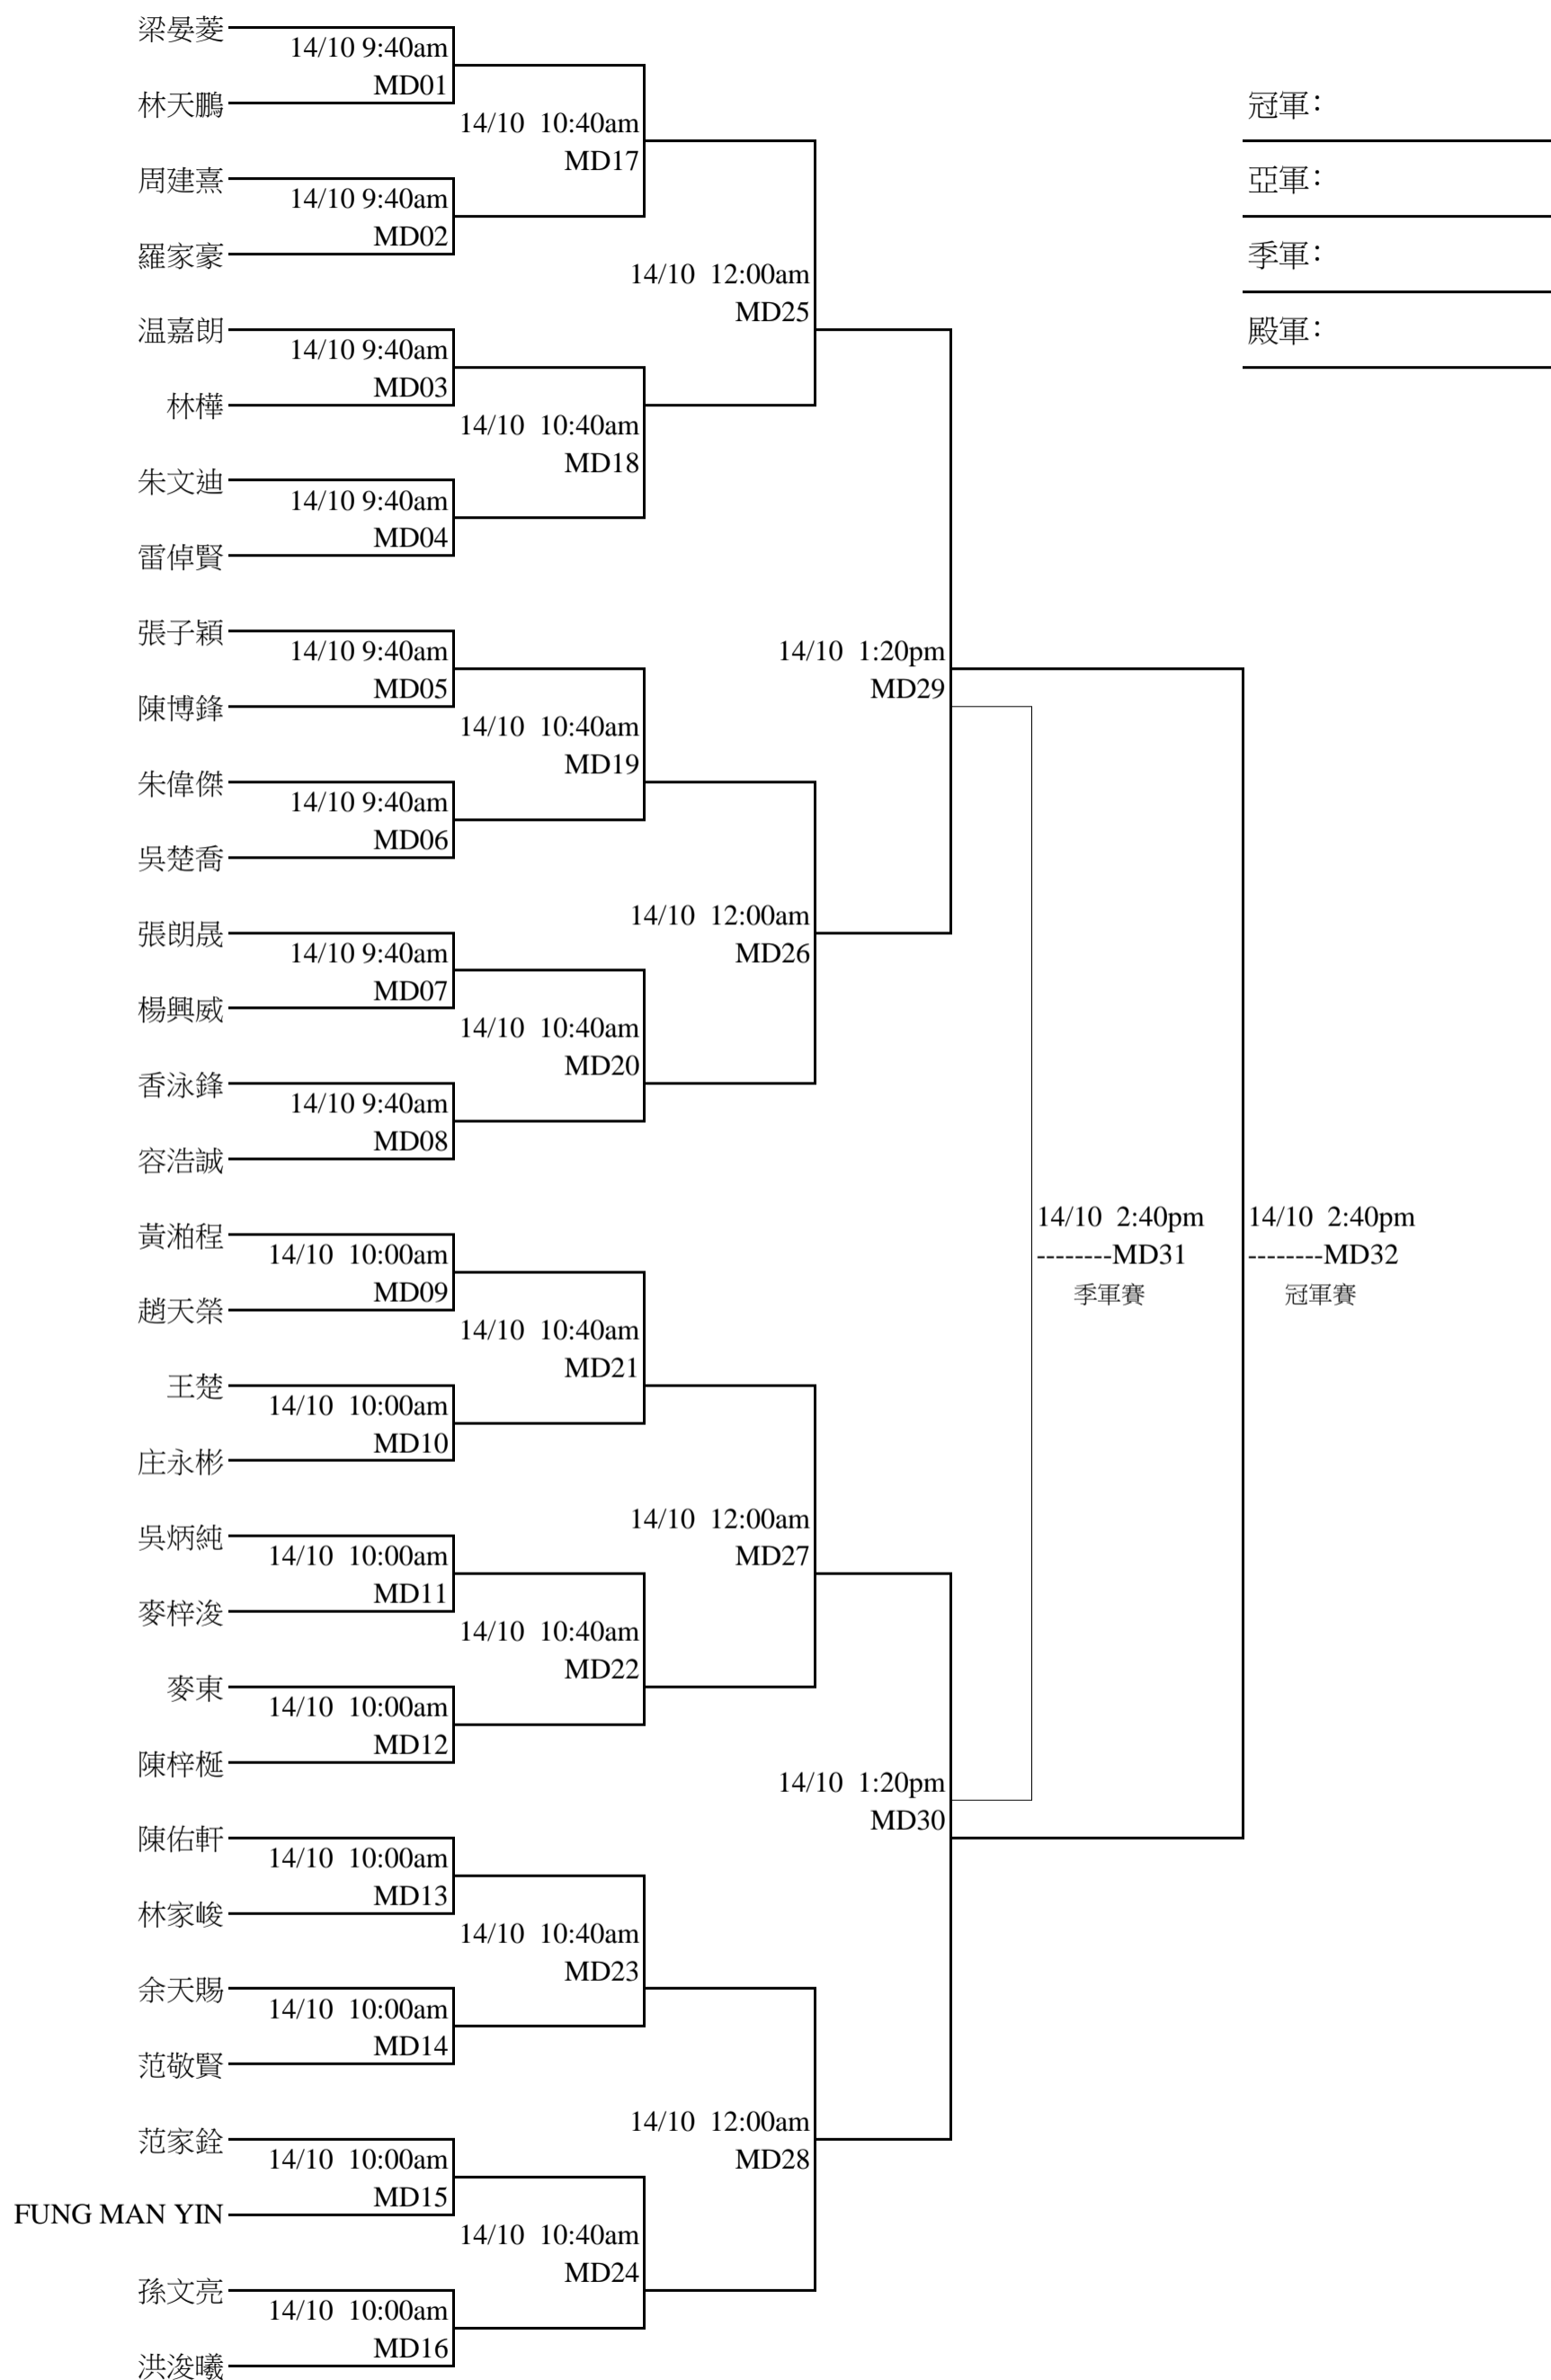 梁晏菱
14/10 9:40am
MD01
林天鵬
14/10  10:40am
MD17
周建熹
14/10 9:40am
MD02
羅家豪
14/10  12:00am
MD25
温嘉朗
14/10 9:40am
MD03
林樺
14/10  10:40am
MD18
朱文迪
14/10 9:40am
MD04
雷倬賢
張子穎
14/10 9:40am
MD05
陳博鋒
14/10  1:20pm
MD29
14/10  10:40am
MD19
朱偉傑
14/10 9:40am
MD06
吳楚喬
14/10  12:00am
MD26
張朗晟
14/10 9:40am
MD07
楊興威
14/10  10:40am
MD20
香泳鋒
14/10 9:40am
MD08
容浩誠
黃湘程
14/10  10:00am
MD09
趙天榮
14/10  10:40am
MD21
王楚
14/10  10:00am
MD10
庄永彬
14/10  12:00am
MD27
吳炳純
14/10  10:00am
MD11
麥梓浚
14/10  10:40am
MD22
麥東
14/10  10:00am
MD12
陳梓梴
14/10  1:20pm
MD30
陳佑軒
14/10  10:00am
MD13
林家峻
14/10  10:40am
MD23
余天賜
14/10  10:00am
MD14
范敬賢
14/10  12:00am
MD28
范家銓
14/10  10:00am
MD15
FUNG MAN YIN
14/10  10:40am
MD24
孫文亮
14/10  10:00am
MD16
洪浚曦
14/10  2:40pm
--------MD31
季軍賽
14/10  2:40pm
--------MD32
冠軍賽
冠軍：
亞軍：
季軍：
殿軍：